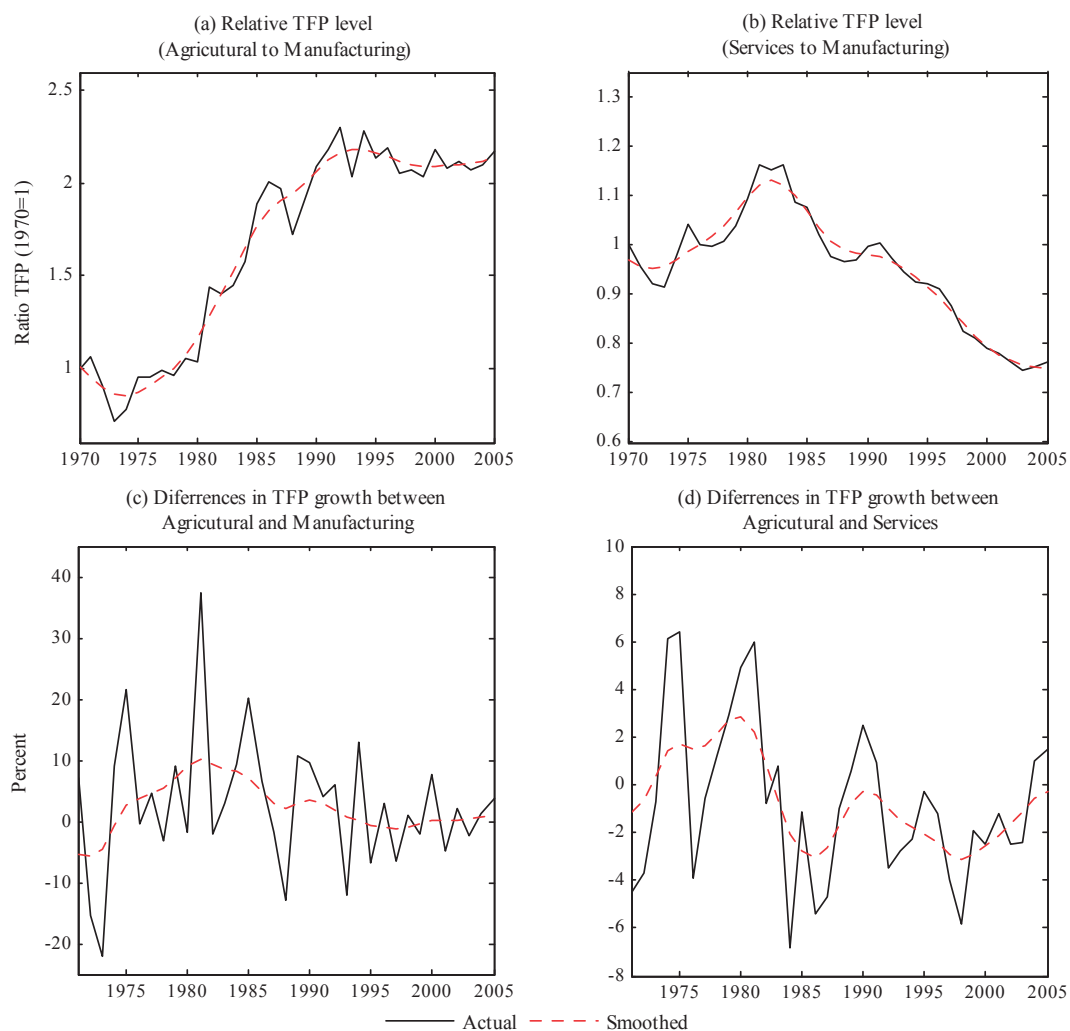 (a) Relative TFP level
(Agricutural to Manufacturing)
2.5
2
1.5
1
Ratio TFP (1970=1)
1970 1975 1980 1985 1990 1995 2000 2005
(b) Relative TFP level
(Services to Manufacturing)
1.3
1.2
1.1
1
0.9
0.8
0.7
0.6
1970 1975 1980 1985 1990 1995 2000 2005
(c) Diferrences in TFP growth between
Agricutural and Manufacturing
40
30
20
10
0
-10
-20
Percent
1975 1980 1985 1990 1995 2000 2005
(d) Diferrences in TFP growth between
Agricutural and Services
10
8
6
4
2
0
-2
-4
-6
-8
1975 1980 1985 1990 1995 2000 2005
Actual Smoothed